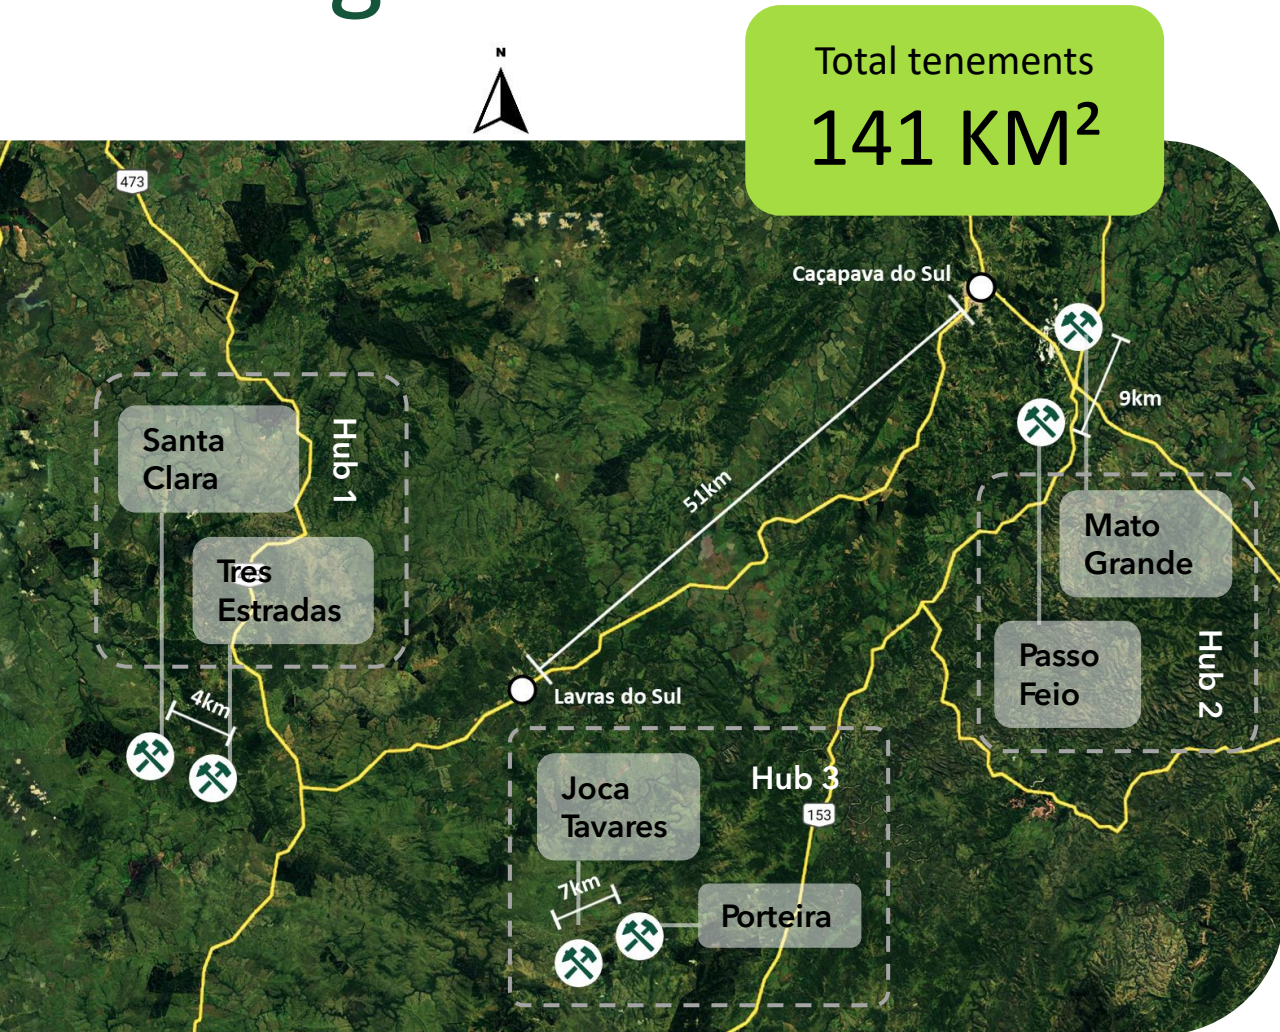 N
Total tenements
141 KM²
473
Caçapava do Sul
9km
51km
Santa
Clara
Hub 1
Tres
Estradas
4km
Lavras do Sul
Mato
Grande
Passo
Feio
Hub 2
Joca
Tavares
Hub 3
153
7km
Porteira